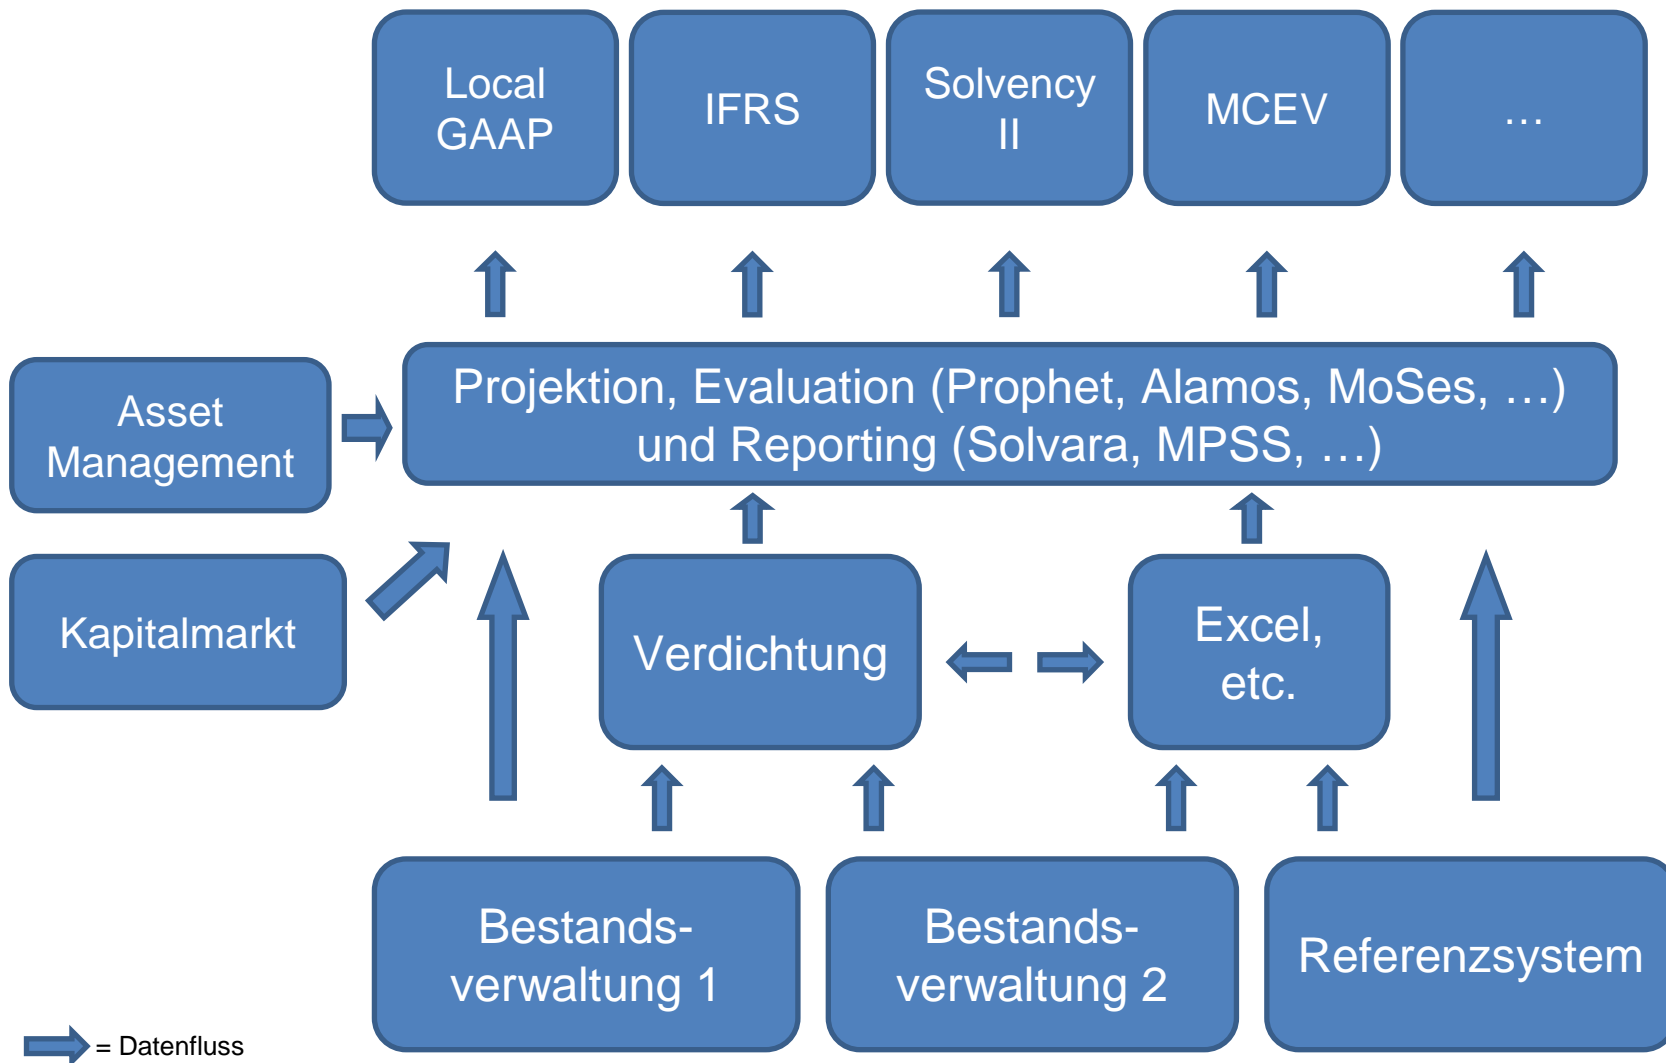 Local
GAAP
IFRS
Solvency
II
MCEV
…
Projektion, Evaluation (Prophet, Alamos, MoSes, …)
und Reporting (Solvara, MPSS, …)
Asset
Management
Kapitalmarkt
Verdichtung
Excel,
etc.
Bestands-
verwaltung 1
Bestands-
verwaltung 2
Referenzsystem
= Datenfluss